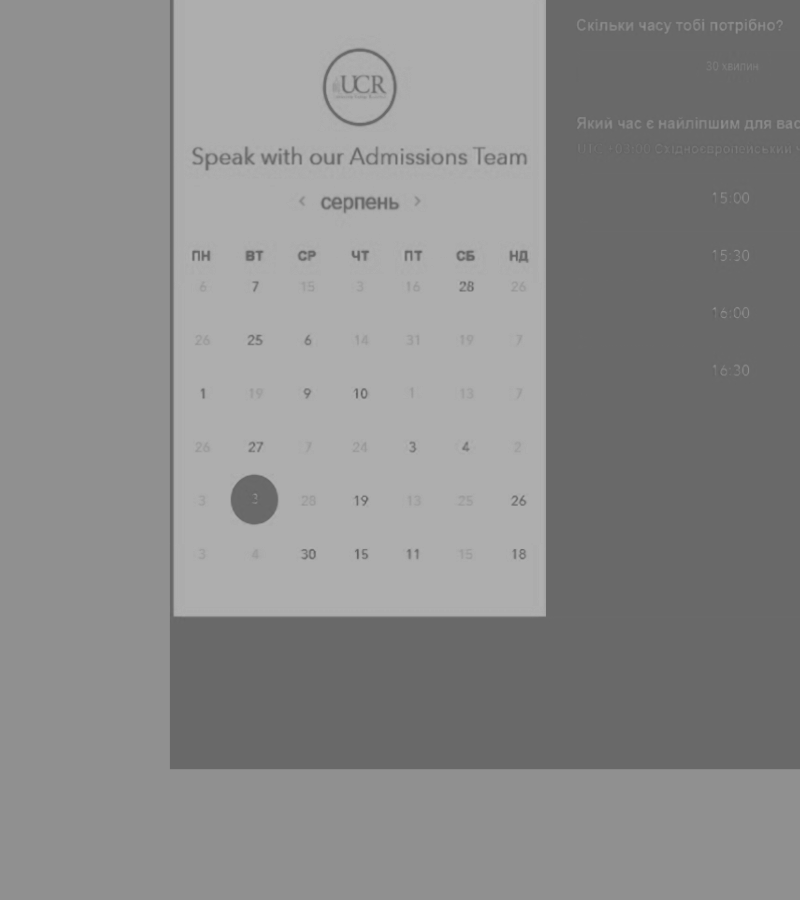 UCR
Speak with our Admissions Team
< серпень >
ПН ВТ СР ЧТ ПТ СБ НД
6 7 15 3 16 28 26
26 25 6 14 31 19 7
1 19 9 10 1 13 7
26 27 7 24 3 4 2
3 3 28 19 13 25 26
3 4 30 15 11 15 18
Скільки часу тобі потрібно?
30 хвилин
Який час є найліпшим для вас
Східноєвропейський ч
15:00
15:30
16:00
16:30